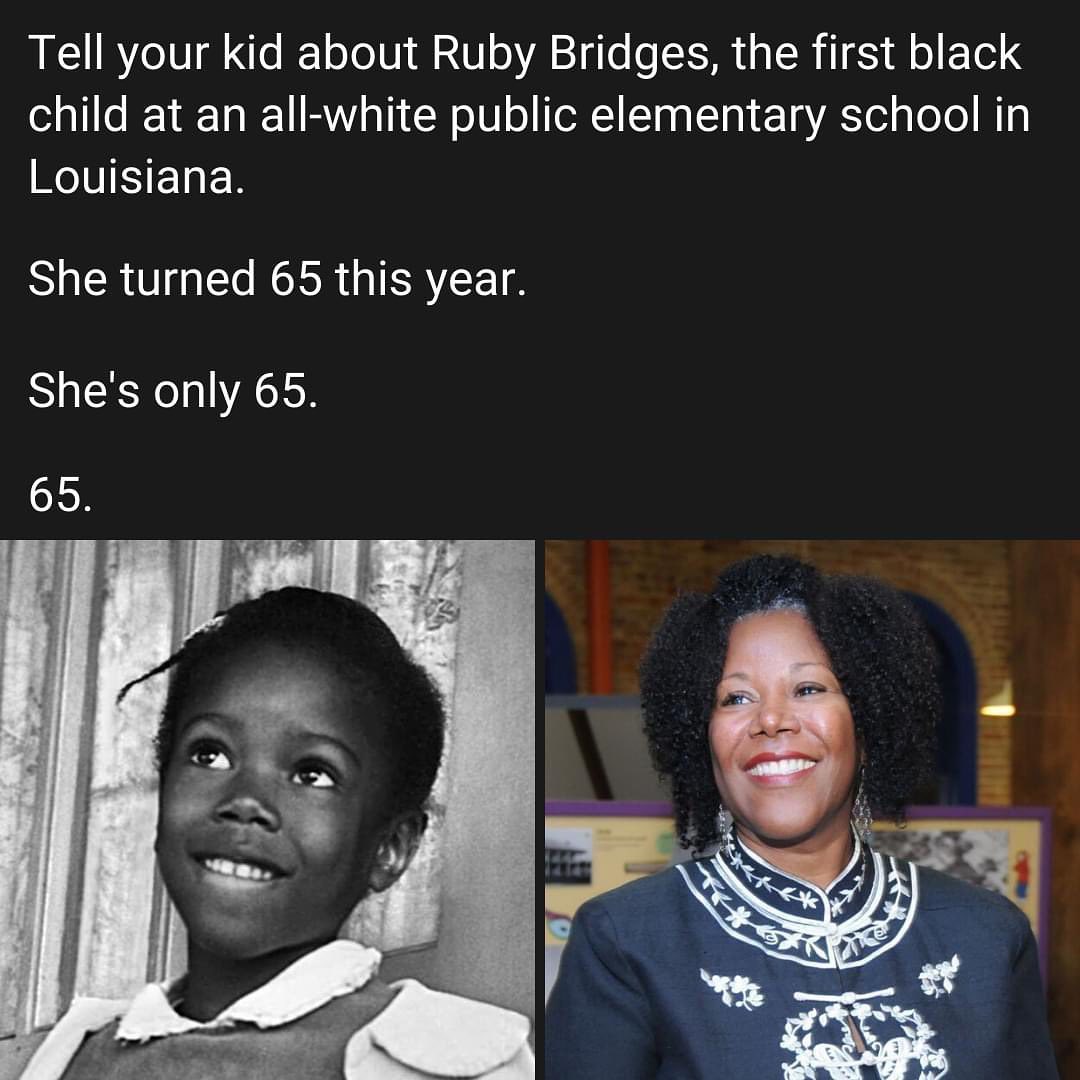 Tell your kid about Ruby Bridges, the first black
child at an all-white public elementary school in
Louisiana.
She turned 65 this year.
She's only 65.
65.